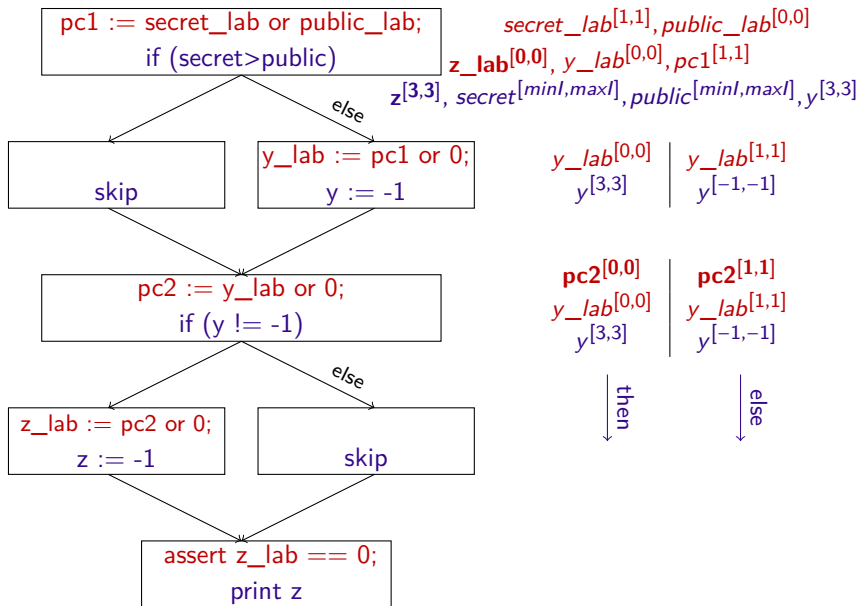 pc1 := secret_lab or public_lab;
if (secret>public)
secret_lab[1,1], public_lab[0,0]
z_lab[0,0], y_lab[0,0], pc1[1,1]
z[3,3], secret[minI,maxI], public[minI,maxI], y[3,3]
else
skip
y_lab := pc1 or 0;
y := -1
y_lab[0,0] y_lab[1,1]
y[3,3] y[-1,-1]
pc2 := y_lab or 0;
if (y != -1)
pc2[0,0] pc2[1,1]
y_lab[0,0] y_lab[1,1]
y[3,3] y[-1,-1]
else
then
else
z_lab := pc2 or 0;
z := -1
skip
assert z_lab == 0;
print z